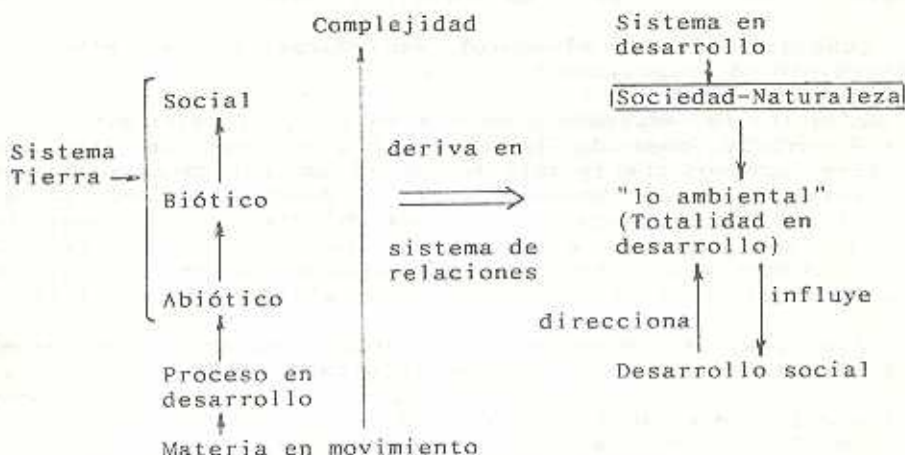 Complejidad
Social
Sistema
Tierra
Biótico
Abiótico
Proceso en
desarrollo
Materia en movimiento
deriva en
sistema de
relaciones
Sistema en
desarrollo
Sociedad-Naturaleza
"lo ambiental"
(Totalidad en
desarrollo)
direcciona
influye
Desarrollo social